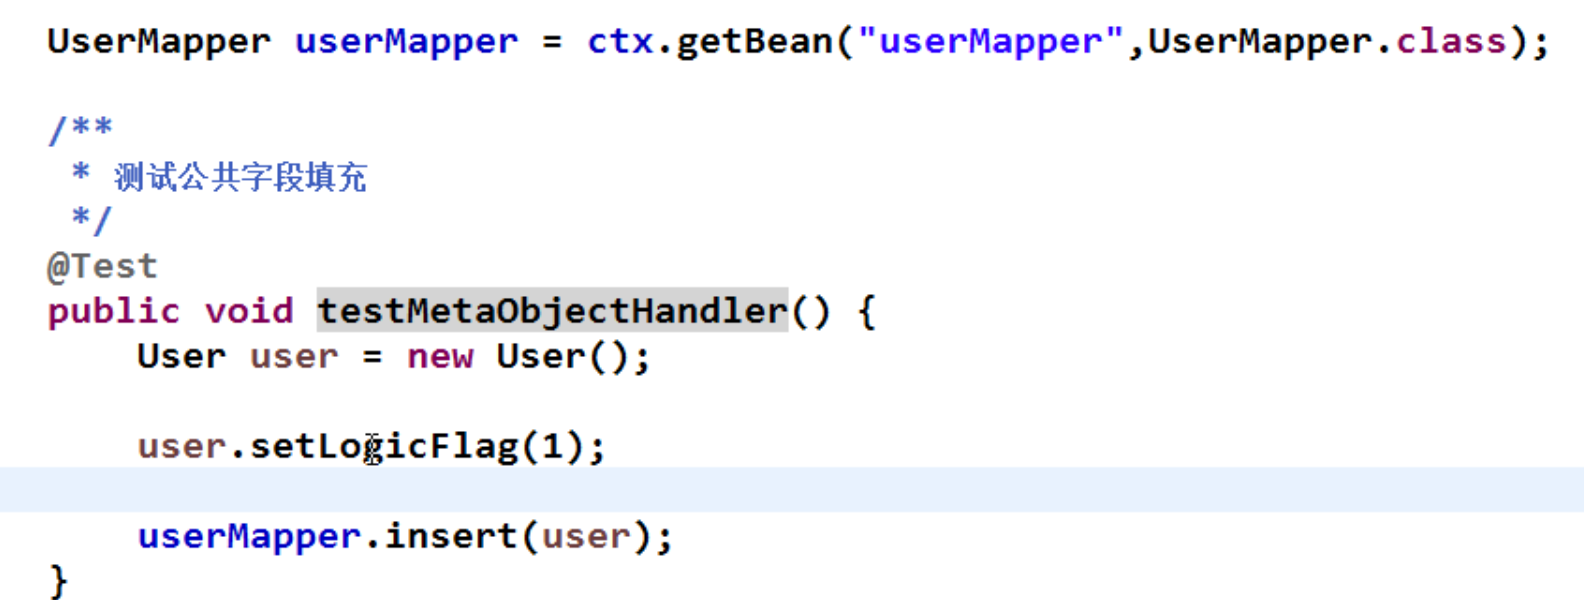 UserMapper userMapper = ctx.getBean("userMapper",UserMapper.class);
/**
 * 测试公共字段填充
 */
@Test
public void testMetaObjectHandler() {
    User user = new User();
    user.setLogicFlag(1);
    userMapper.insert(user);
}